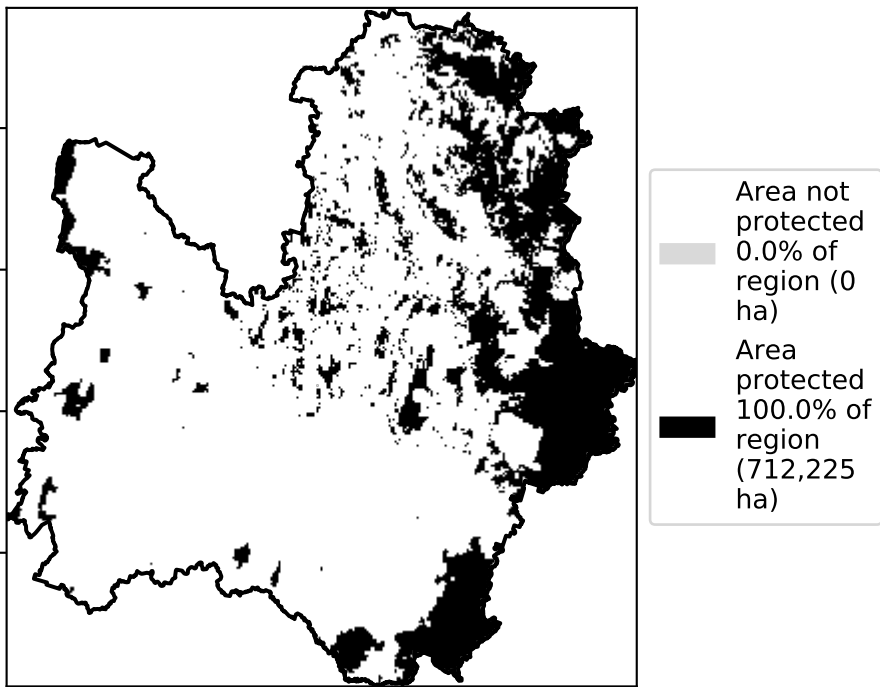 Area not
protected
0.0% of
region (0
ha)
Area
protected
100.0% of
region
(712,225
ha)